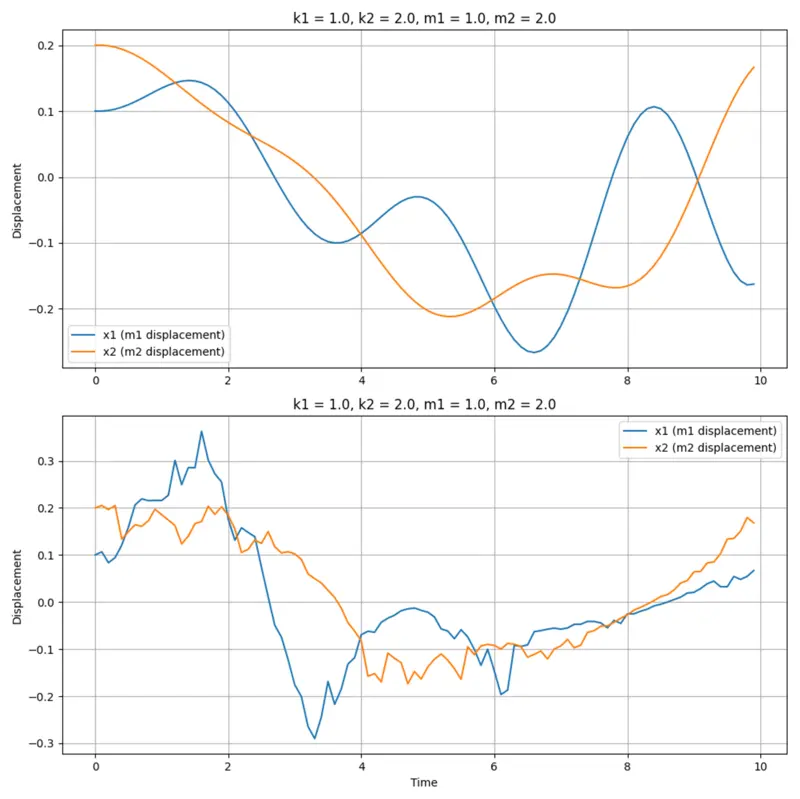 k1 = 1.0, k2 = 2.0, m1 = 1.0, m2 = 2.0
0.2
0.1
0.0
−0.1
−0.2
Displacement
x1 (m1 displacement)
x2 (m2 displacement)
0 2 4 6 8 10
k1 = 1.0, k2 = 2.0, m1 = 1.0, m2 = 2.0
x1 (m1 displacement)
x2 (m2 displacement)
0.3
0.2
0.1
0.0
−0.1
−0.2
−0.3
Displacement
0 2 4 6 8 10
Time